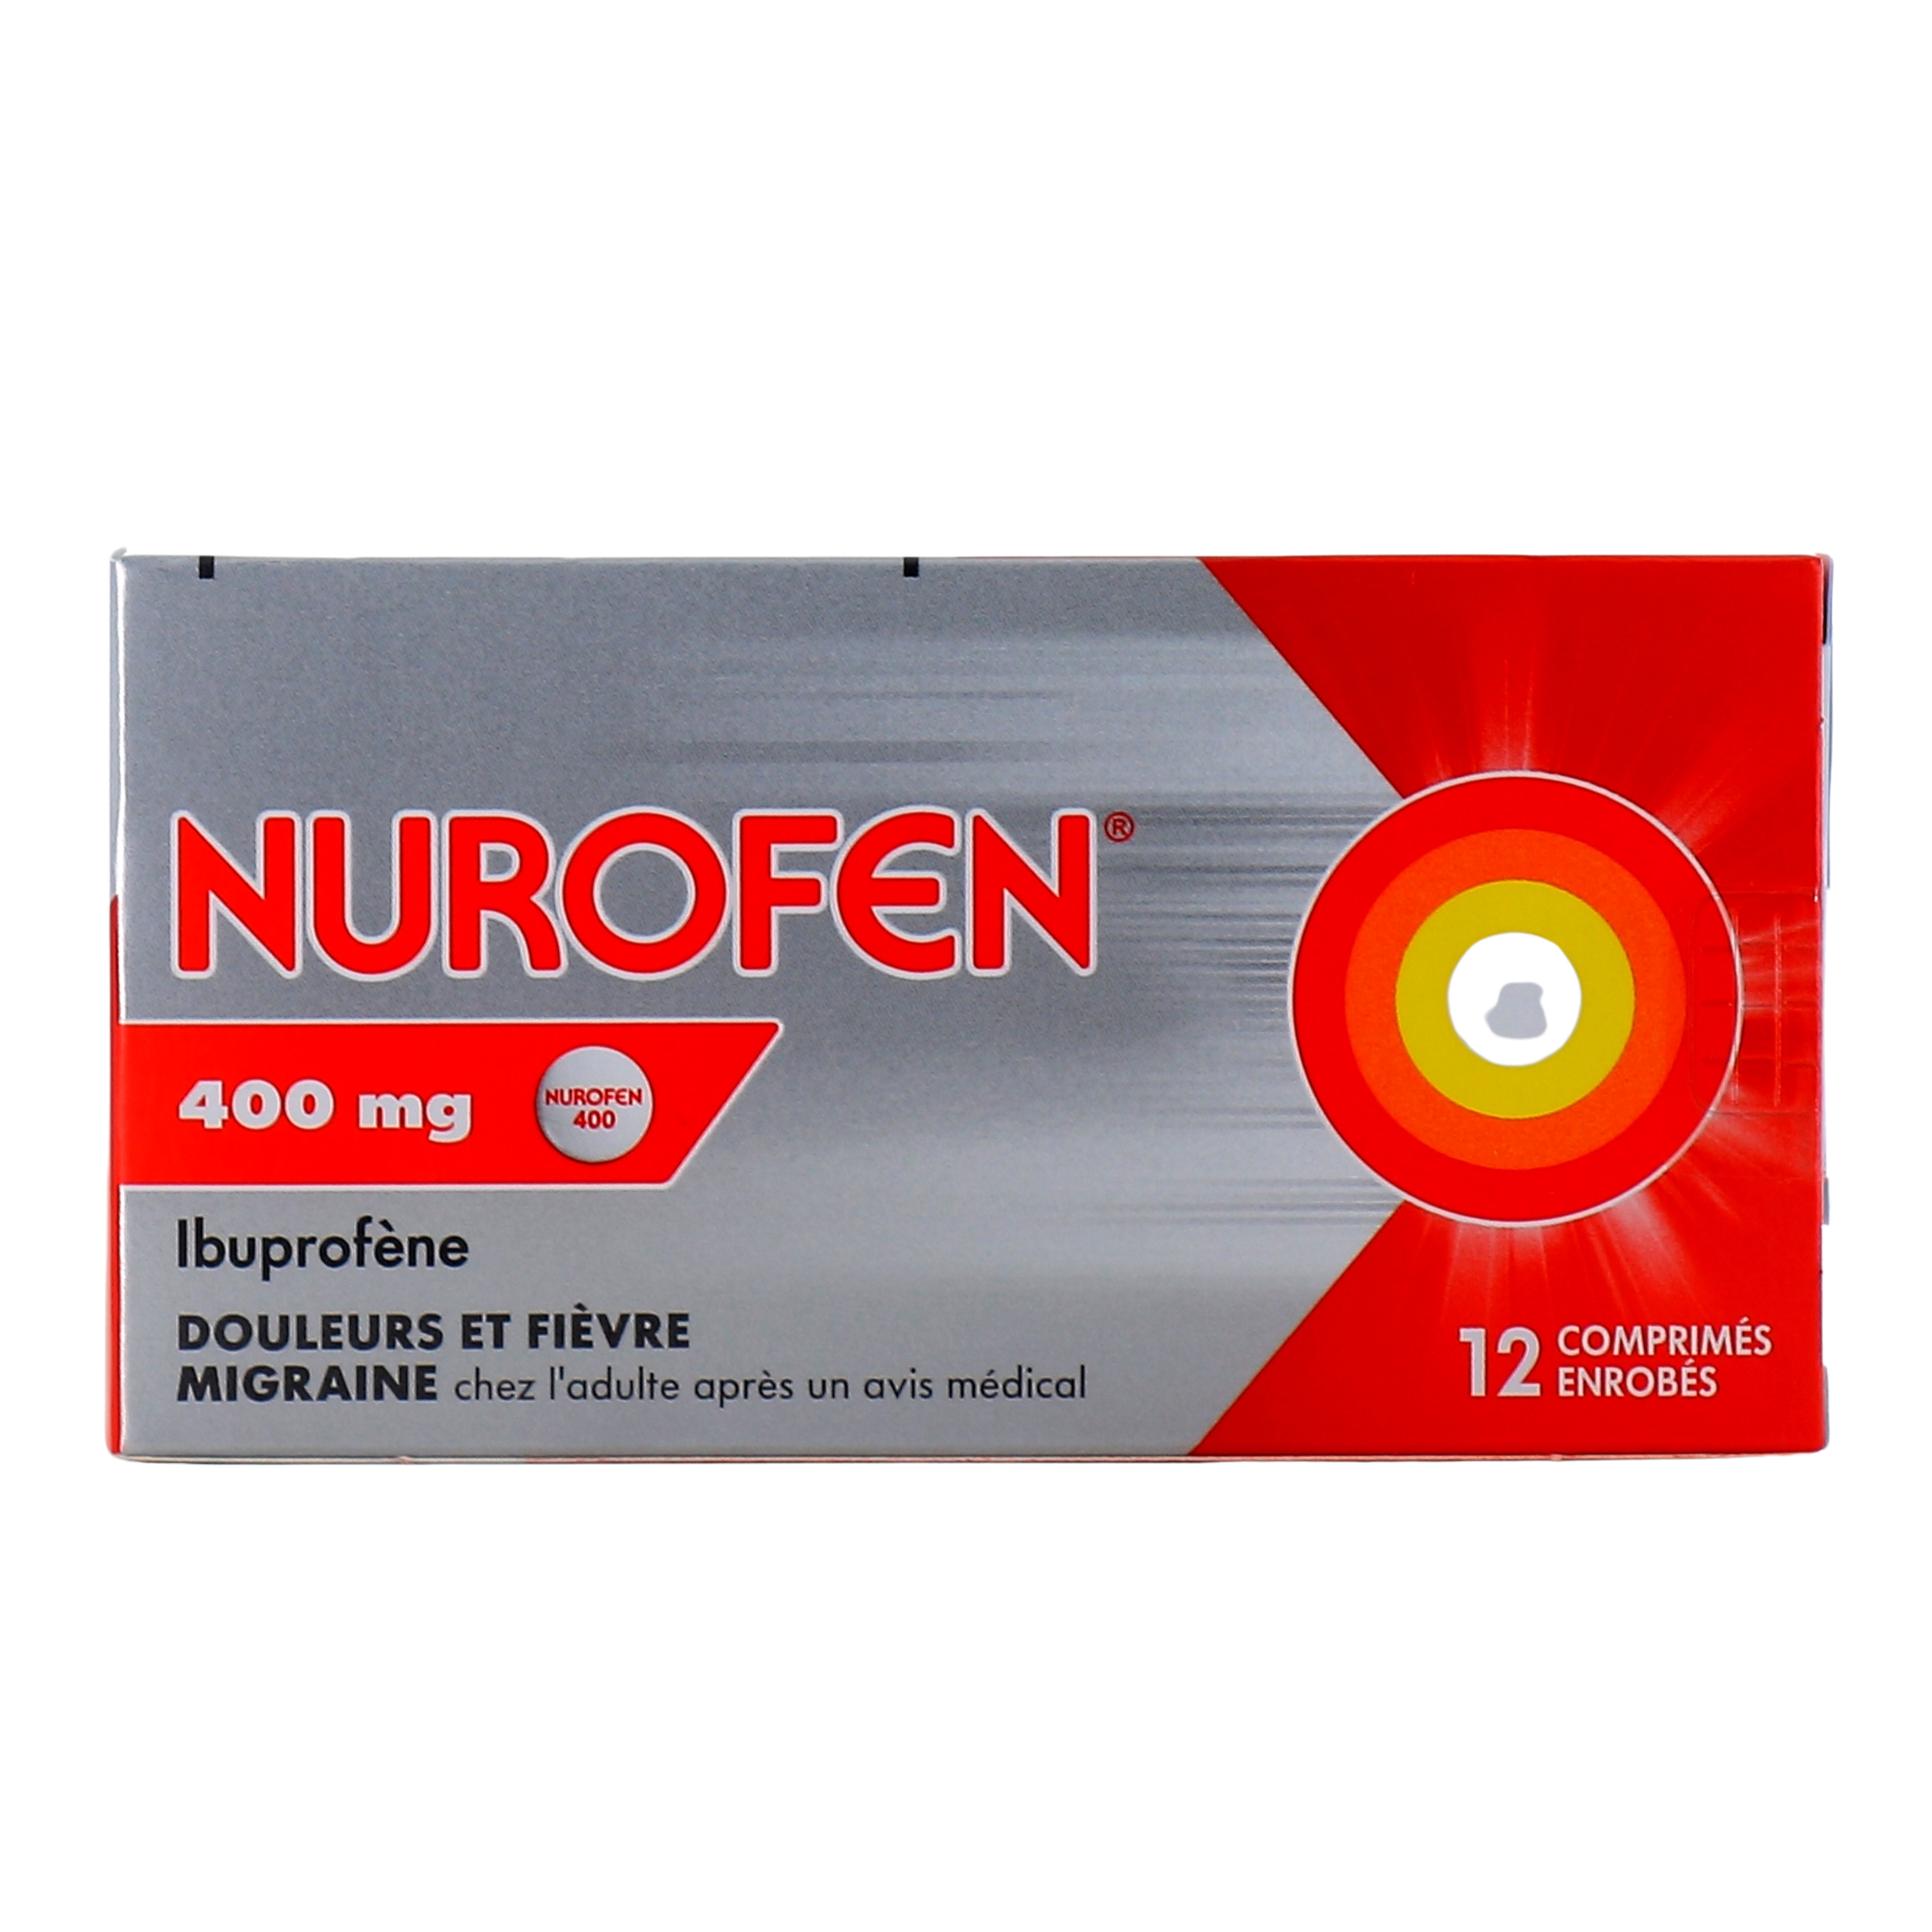 NUROFEN®
400 mg
NUROFEN
400
Ibuprofène
DOULEURS ET FIÈVRE
MIGRAINE chez l'adulte après un avis médical
12 COMPRIMÉS
ENROBÉS